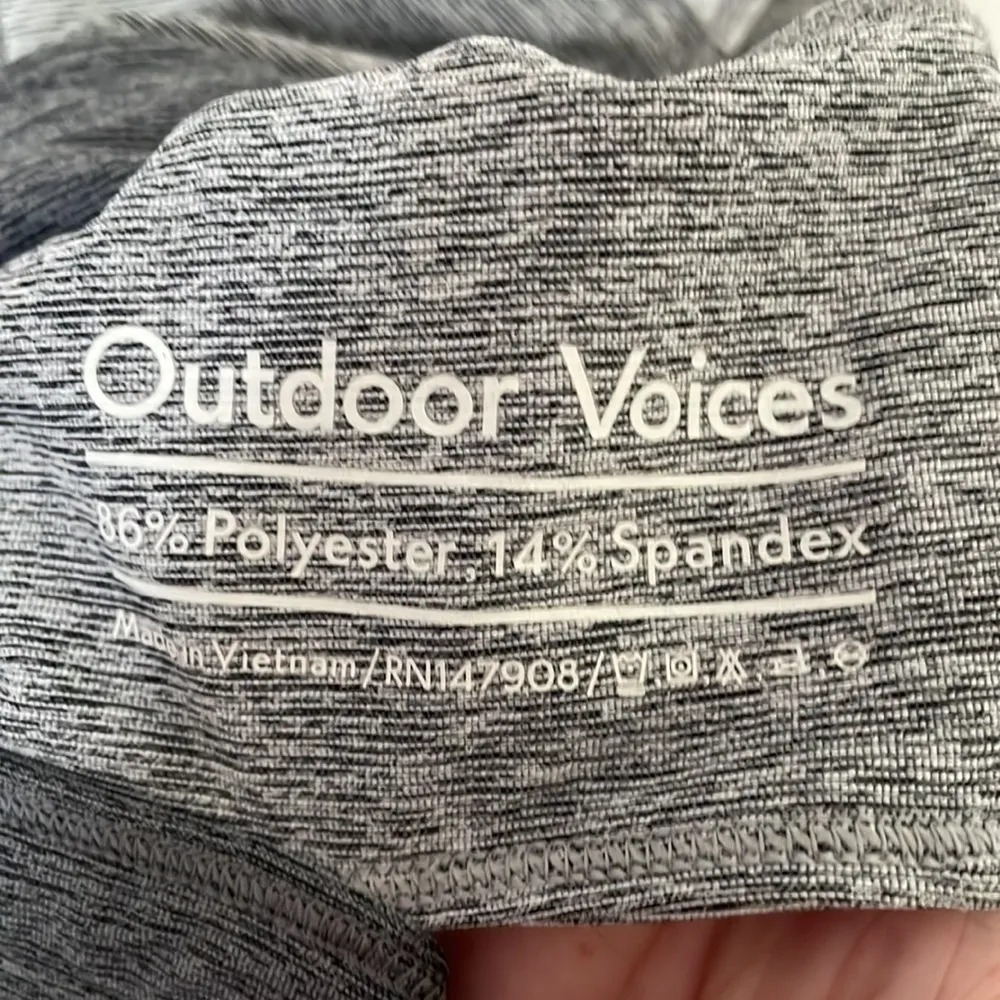 Outdoor Voices
86% Polyester, 14% Spandex
Made in Vietnam/RN147908/